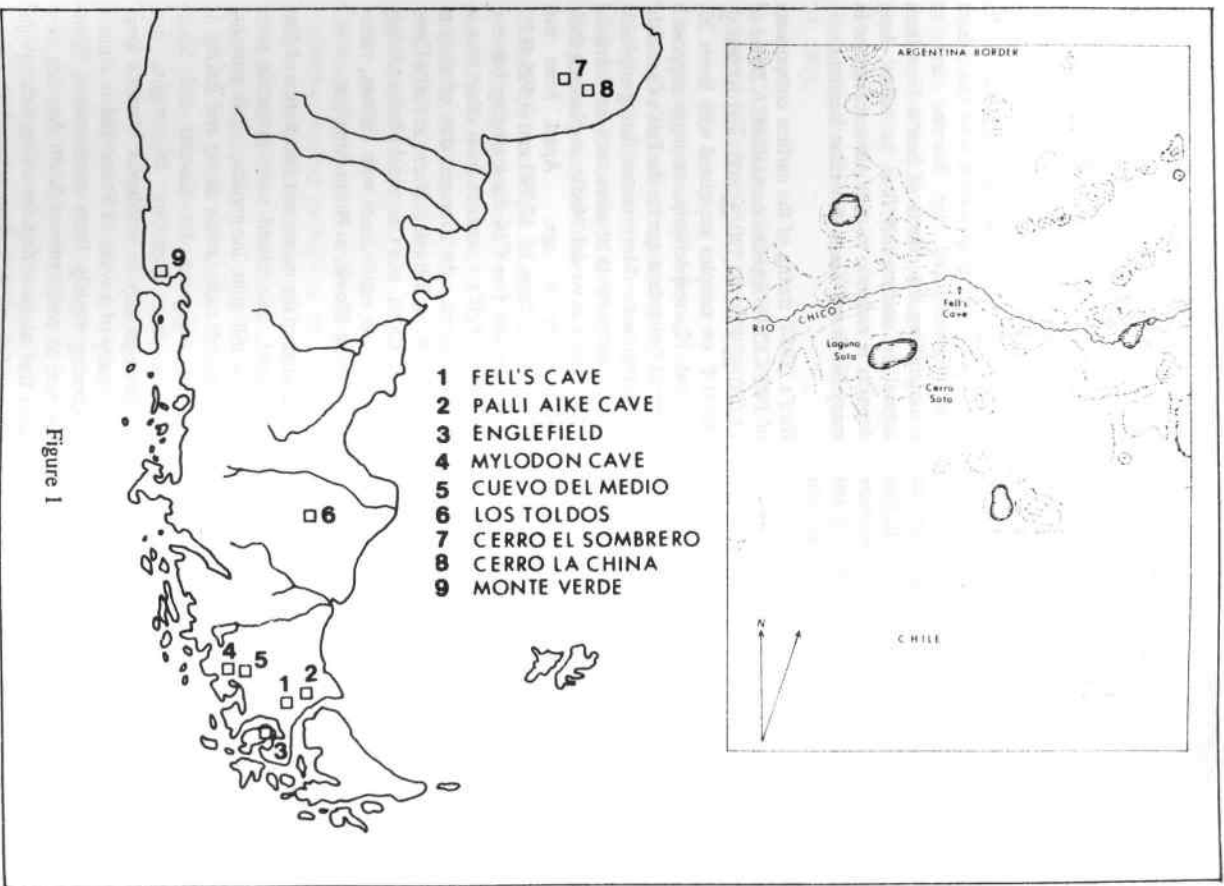 7
8
9
1 FELL'S CAVE
2 PALLI AIKE CAVE
3 ENGLEFIELD
4 MYLODON CAVE
5 CUEVO DEL MEDIO
6 LOS TOLDOS
7 CERRO EL SOMBRERO
8 CERRO LA CHINA
9 MONTE VERDE
6
4
5
2
1
3
ARGENTINA BORDER
Fell's
Cave
RIO CHICO
Laguna
Sota
Cerro
Soto
CHILE
N
Figure 1